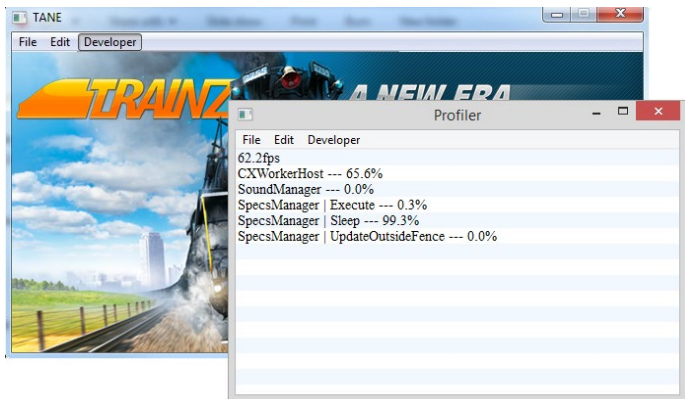 TANE
File Edit Developer
TRAINZ
A NEW ERA
Profiler
File Edit Developer
62.2fps
CXWorkerHost --- 65.6%
SoundManager --- 0.0%
SpecsManager | Execute --- 0.3%
SpecsManager | Sleep --- 99.3%
SpecsManager | UpdateOutsideFence --- 0.0%